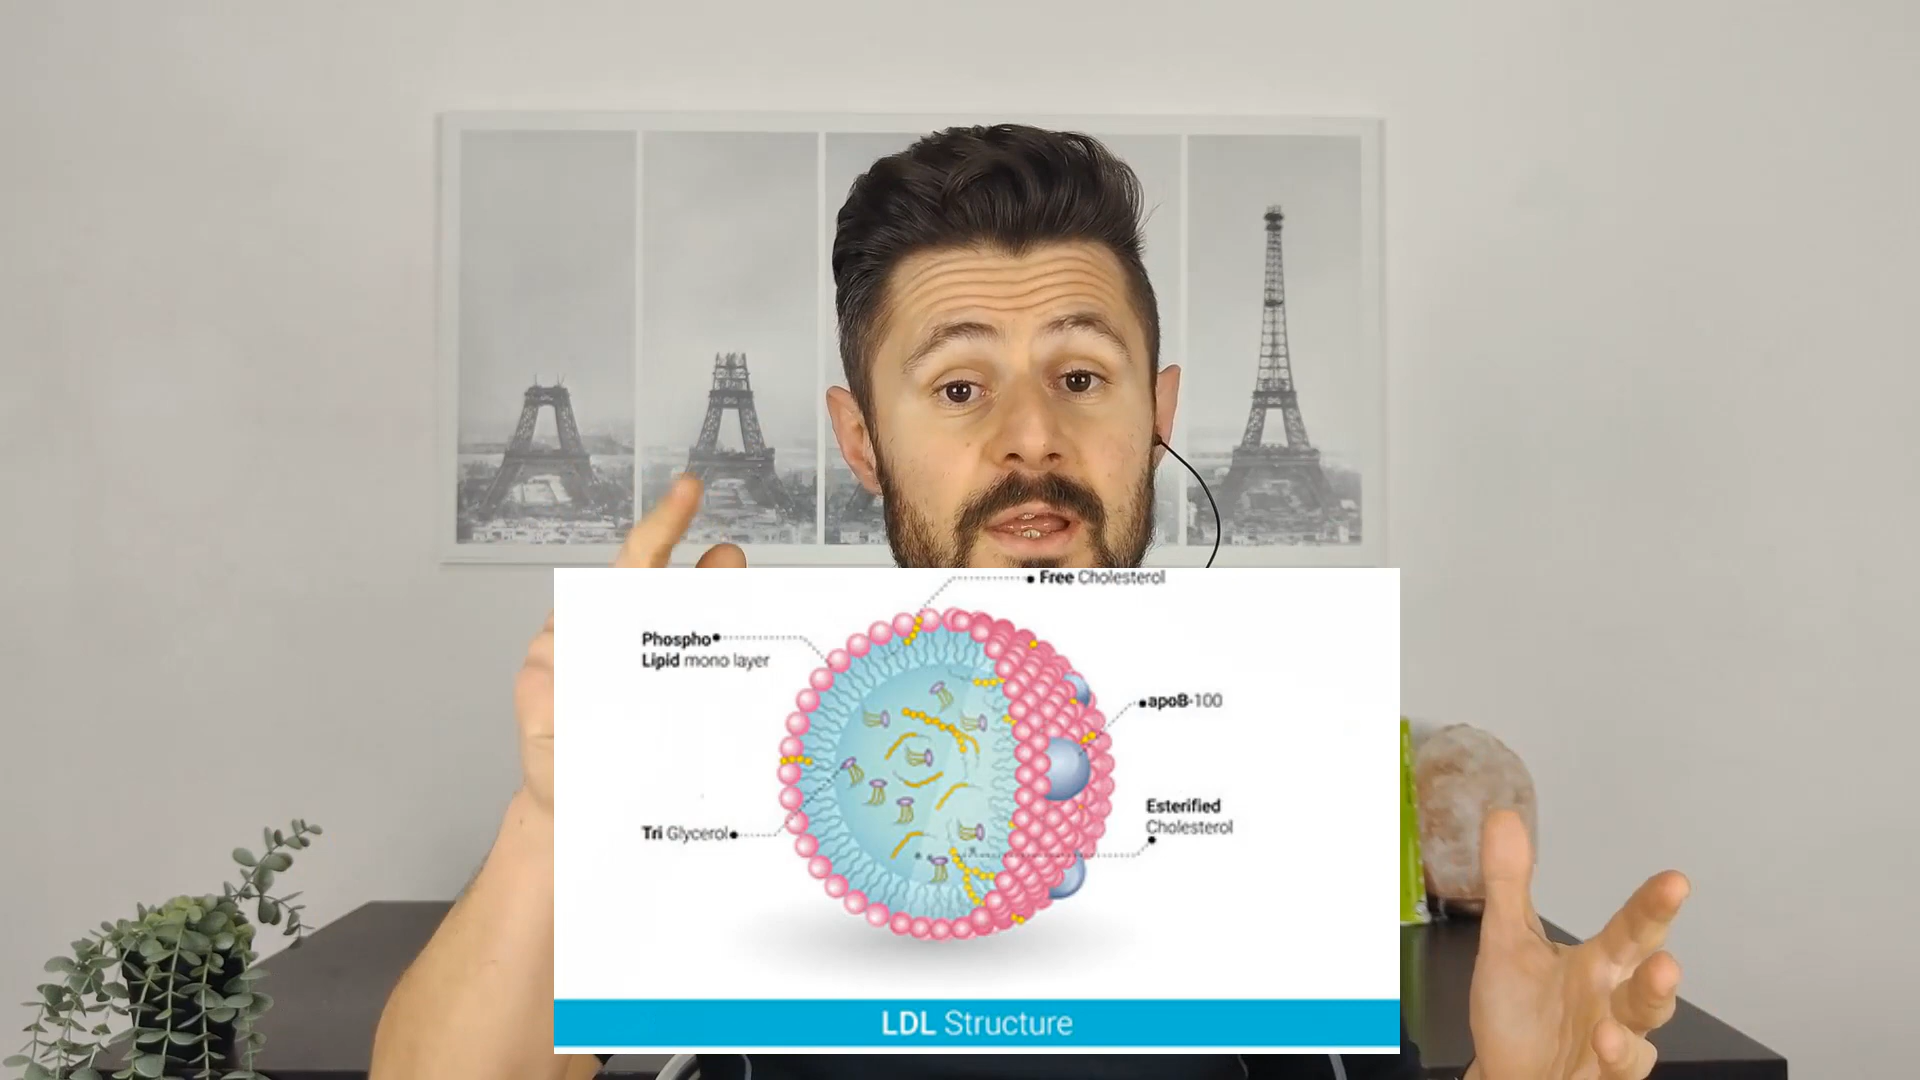 Free Cholesterol
Phospho
Lipid mono layer
apoB-100
Esterified
Cholesterol
Tri Glycerol
LDL Structure